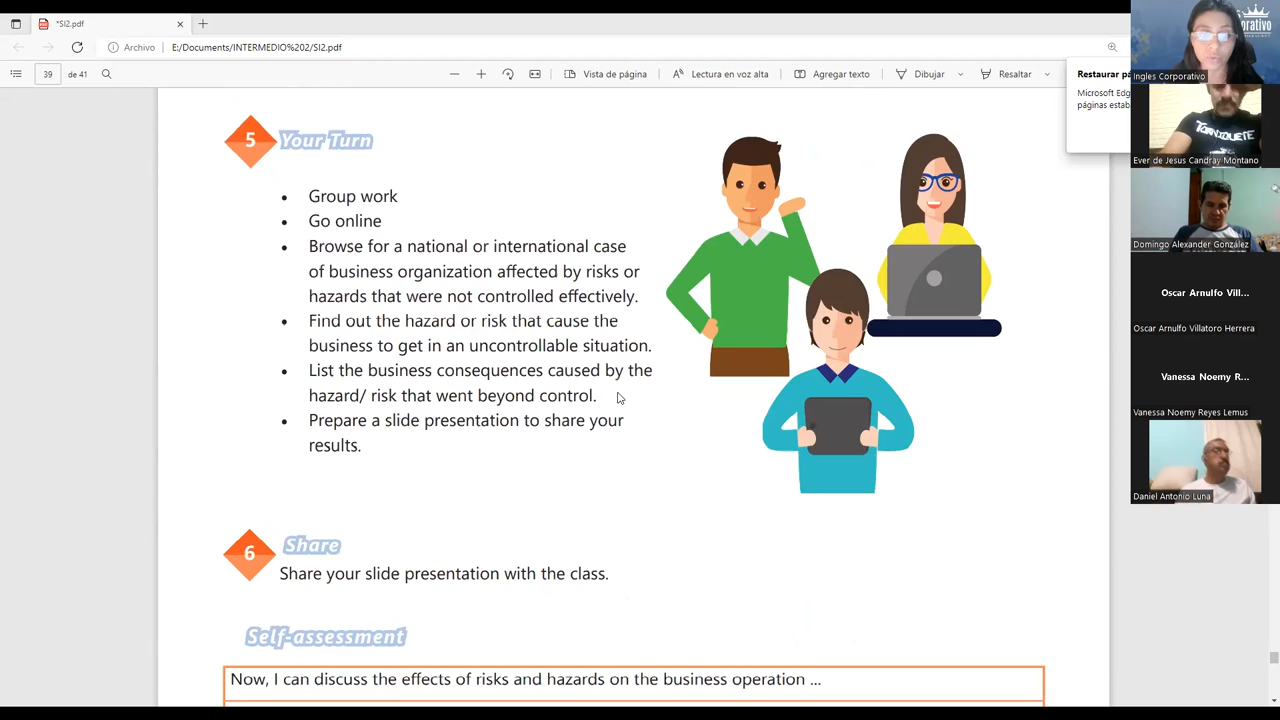 *SI2.pdf
Archivo
E:/Documents/INTERMEDIO%202/SI2.pdf
39
de 41
Vista de página
Lectura en voz alta
Agregar texto
Dibujar
Resaltar
Restaurar
Microsoft
páginas
5 Your Turn
• Group work
• Go online
• Browse for a national or international case
of business organization affected by risks or
hazards that were not controlled effectively.
• Find out the hazard or risk that cause the
business to get in an uncontrollable situation.
• List the business consequences caused by the
hazard/ risk that went beyond control.
• Prepare a slide presentation to share your
results.
6 Share
Share your slide presentation with the class.
Self-assessment
Now, I can discuss the effects of risks and hazards on the business operation ...
Ingles Corporativo
Ever de Jesus Candray Montano
Domingo Alexander González
Oscar Arnulfo Vill...
Oscar Arnulfo Villatoro Herrera
Vanessa Noemy R...
Vanessa Noemy Reyes Lemus
Daniel Antonio Luna